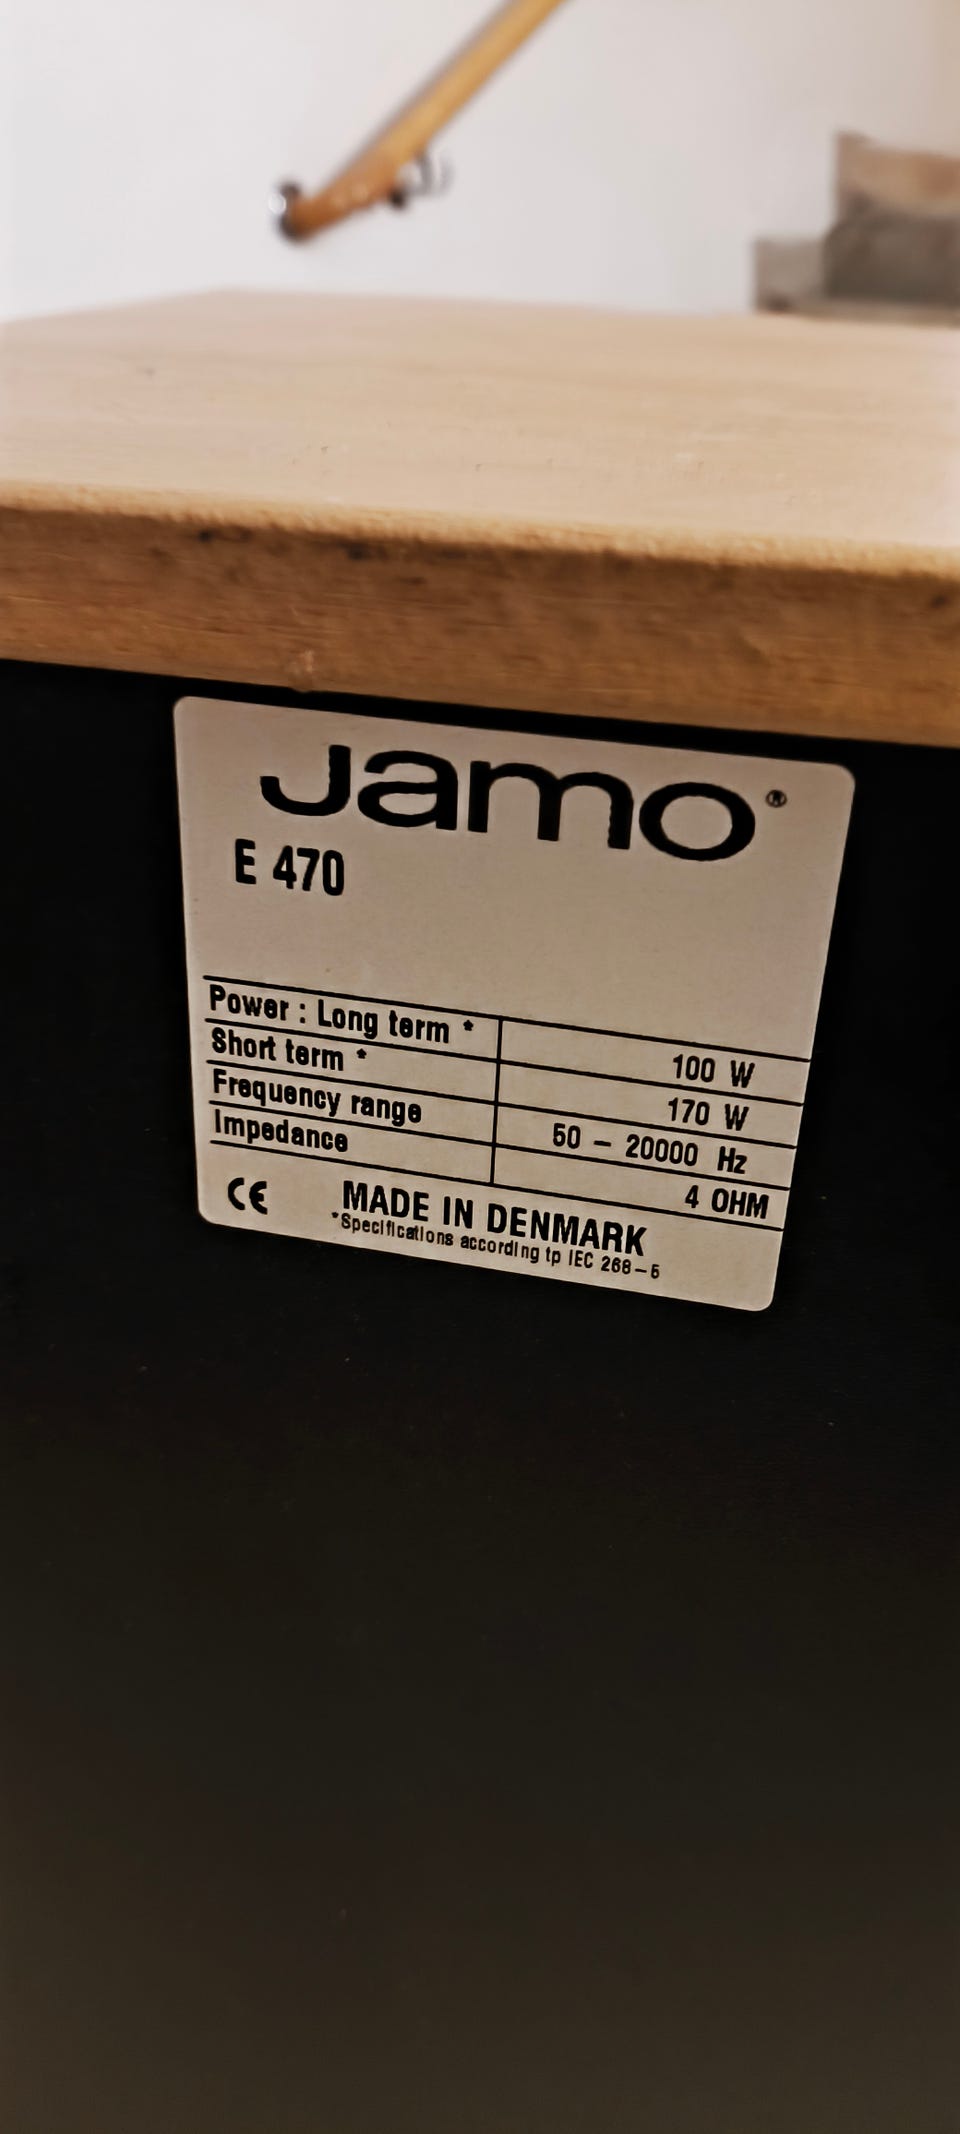 Jamo®
E 470
Power : Long term * 100 W
Short term * 170 W
Frequency range 50 – 20000 Hz
Impedance 4 OHM
CE MADE IN DENMARK
*Specifications according tp IEC 268–5